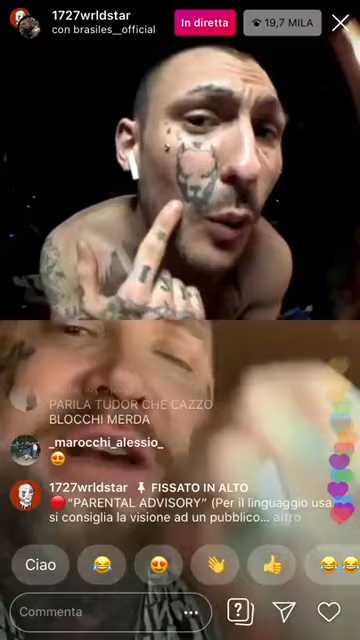 1727wrldstar
con brasiles__official
In diretta
19,7 MILA
PARILA TUDOR CHE CAZZO
BLOCCHI MERDA
_marocchi_alessio_
1727wrldstar FISSATO IN ALTO
“PARENTAL ADVISORY” (Per il linguaggio usa
si consiglia la visione ad un pubblico... altro
Ciao
Commenta